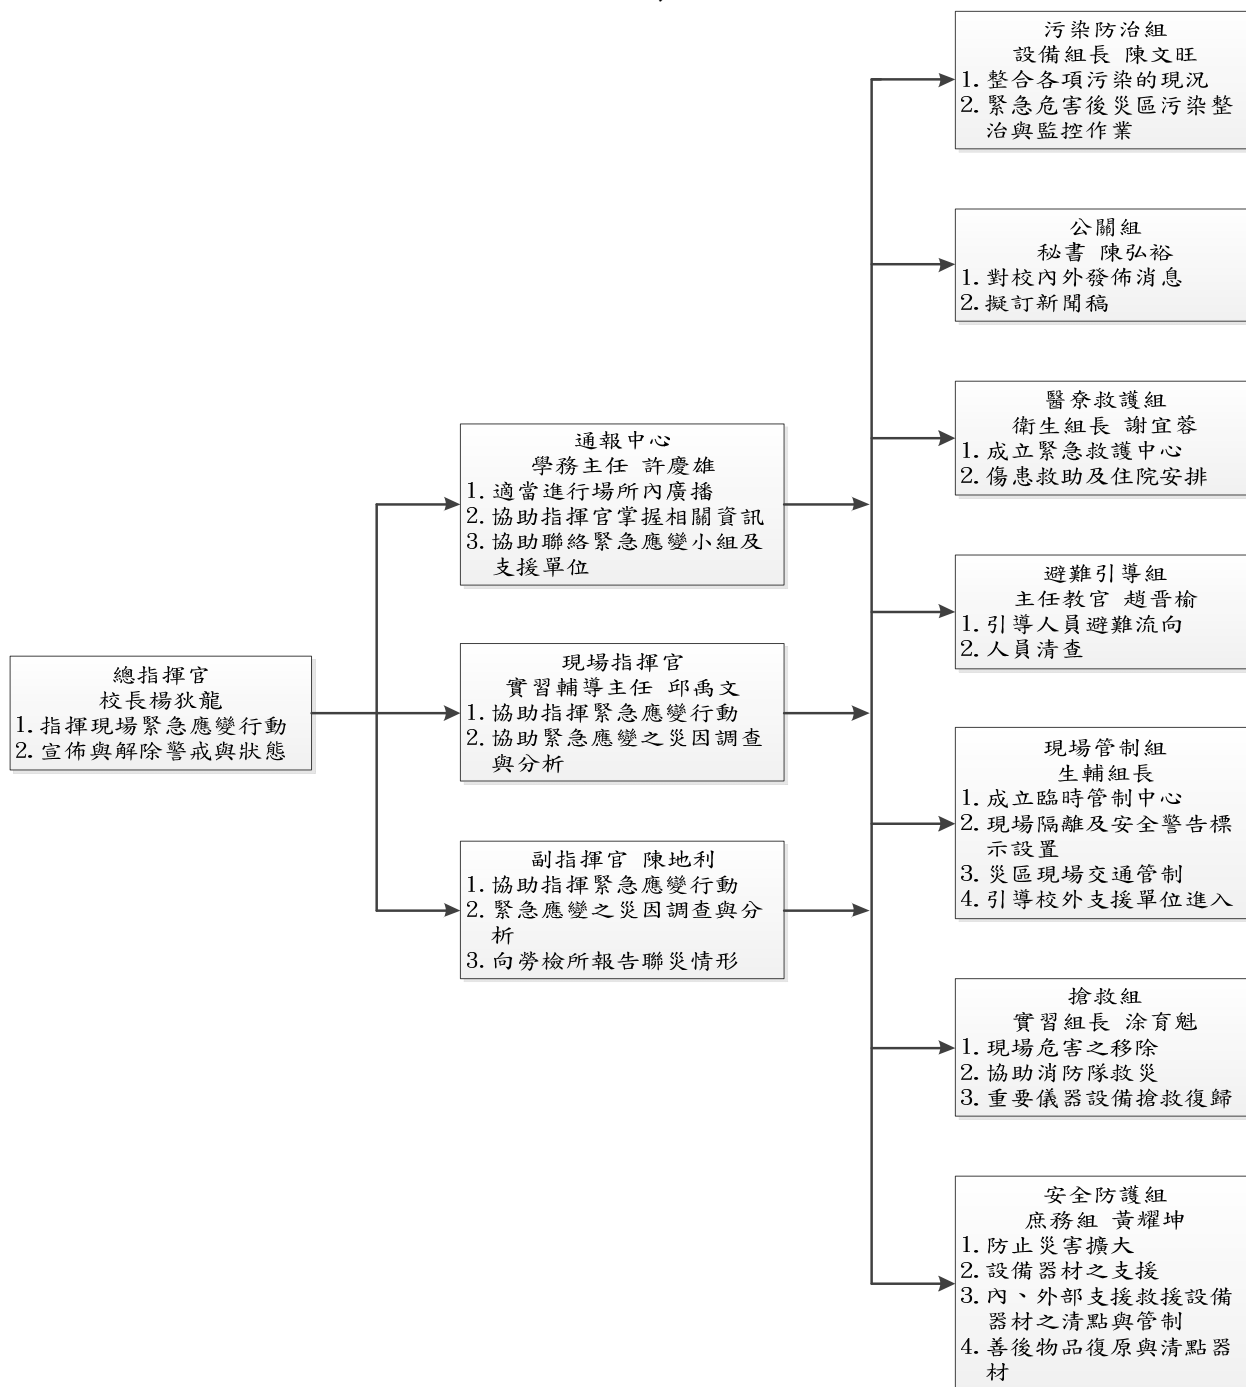 總指揮官
校長楊狄龍
1. 指揮現場緊急應變行動
2. 宣佈與解除警戒與狀態
通報中心
學務主任 許慶雄
1. 適當進行場所內廣播
2. 協助指揮官掌握相關資訊
3. 協助聯絡緊急應變小組及
支援單位
現場指揮官
實習輔導主任 邱禹文
1. 協助指揮緊急應變行動
2. 協助緊急應變之災因調查
與分析
副指揮官 陳地利
1. 協助指揮緊急應變行動
2. 緊急應變之災因調查與分
析
3. 向勞檢所報告聯災情形
污染防治組
設備組長 陳文旺
1. 整合各項污染的現況
2. 緊急危害後災區污染整
治與監控作業
公關組
秘書 陳弘裕
1. 對校內外發佈消息
2. 擬訂新聞稿
醫尞救護組
衛生組長 謝宜蓉
1. 成立緊急救護中心
2. 傷患救助及住院安排
避難引導組
主任教官 趙晋榆
1. 引導人員避難流向
2. 人員清查
現場管制組
生輔組長
1. 成立臨時管制中心
2. 現場隔離及安全警告標
示設置
3. 災區現場交通管制
4. 引導校外支援單位進入
搶救組
實習組長 涂育魁
1. 現場危害之移除
2. 協助消防隊救災
3. 重要儀器設備搶救復歸
安全防護組
庶務組 黃耀坤
1. 防止災害擴大
2. 設備器材之支援
3. 內、外部支援救援設備
器材之清點與管制
4. 善後物品復原與清點器
材